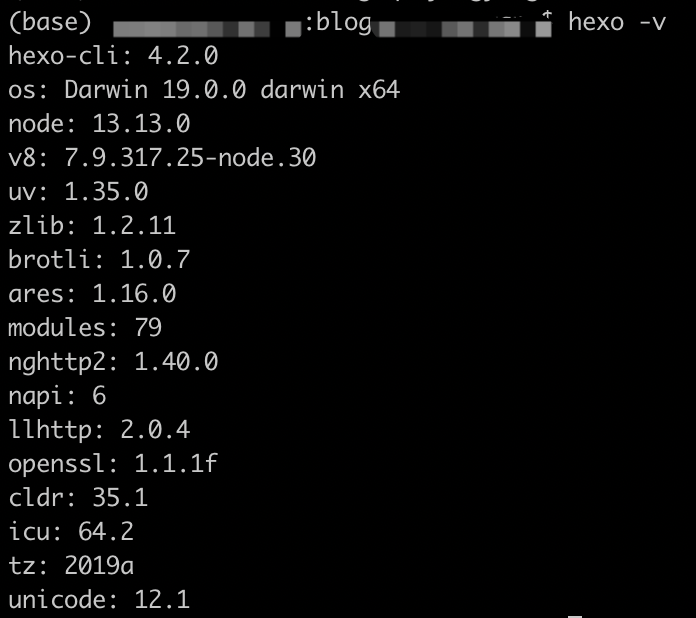 (base) :blog hexo -v
hexo-cli: 4.2.0
os: Darwin 19.0.0 darwin x64
node: 13.13.0
v8: 7.9.317.25-node.30
uv: 1.35.0
zlib: 1.2.11
brotli: 1.0.7
ares: 1.16.0
modules: 79
nghttp2: 1.40.0
napi: 6
llhttp: 2.0.4
openssl: 1.1.1f
cldr: 35.1
icu: 64.2
tz: 2019a
unicode: 12.1